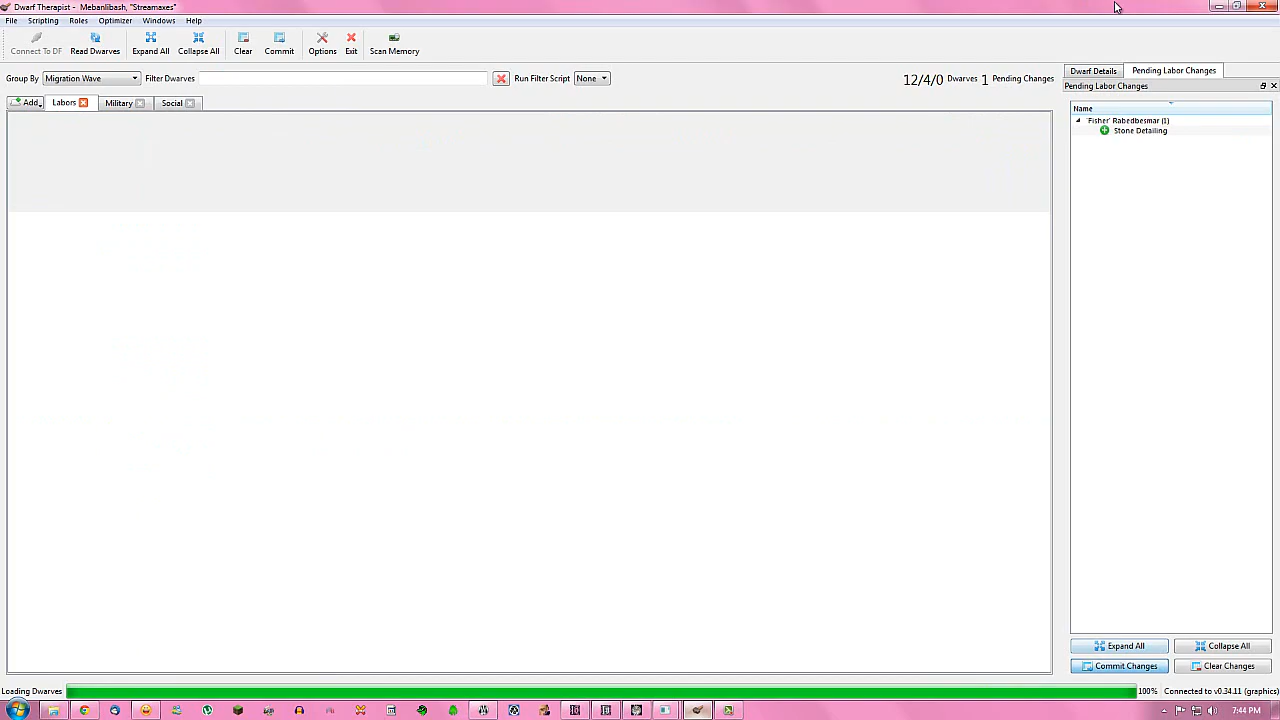 Dwarf Therapist - Mebanlibash, "Streamaxes"
File Scripting Roles Optimizer Windows Help
Connect To DF Read Dwarves Expand All Collapse All Clear Commit Options Exit Scan Memory
Group By Migration Wave Filter Dwarves Run Filter Script None 12/4/0 Dwarves 1 Pending Changes
Dwarf Details Pending Labor Changes
Pending Labor Changes
Add... Labors Military Social
Name
'Fisher' Rabedbesmar (1)
Stone Detailing
Expand All Collapse All
Commit Changes Clear Changes
Loading Dwarves 100% Connected to v0.34.11 (graphics)
7:44 PM